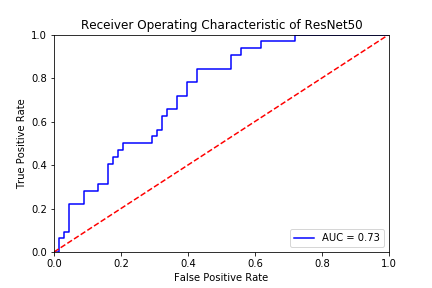 Receiver Operating Characteristic of ResNet50
True Positive Rate
1.0
0.8
0.6
0.4
0.2
0.0
AUC = 0.73
0.0 0.2 0.4 0.6 0.8 1.0
False Positive Rate